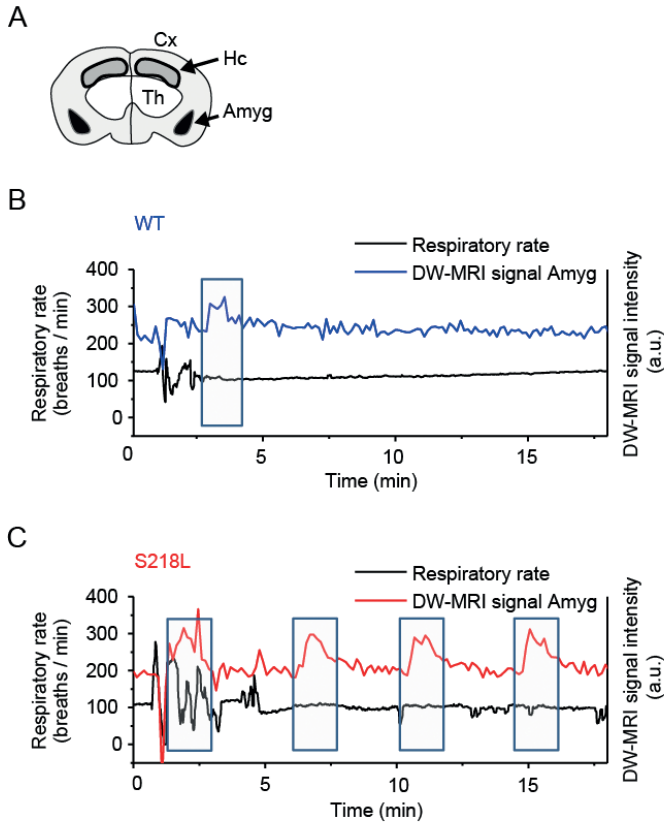 A
Cx
Hc
Th
Amyg
B
WT
Respiratory rate
DW-MRI signal Amyg
400
300
200
100
0
Respiratory rate
(breaths / min)
DW-MRI signal intensity
(a.u.)
0
5
10
15
Time (min)
C
S218L
Respiratory rate
DW-MRI signal Amyg
400
300
200
100
0
Respiratory rate
(breaths / min)
DW-MRI signal intensity
(a.u.)
0
5
10
15
Time (min)